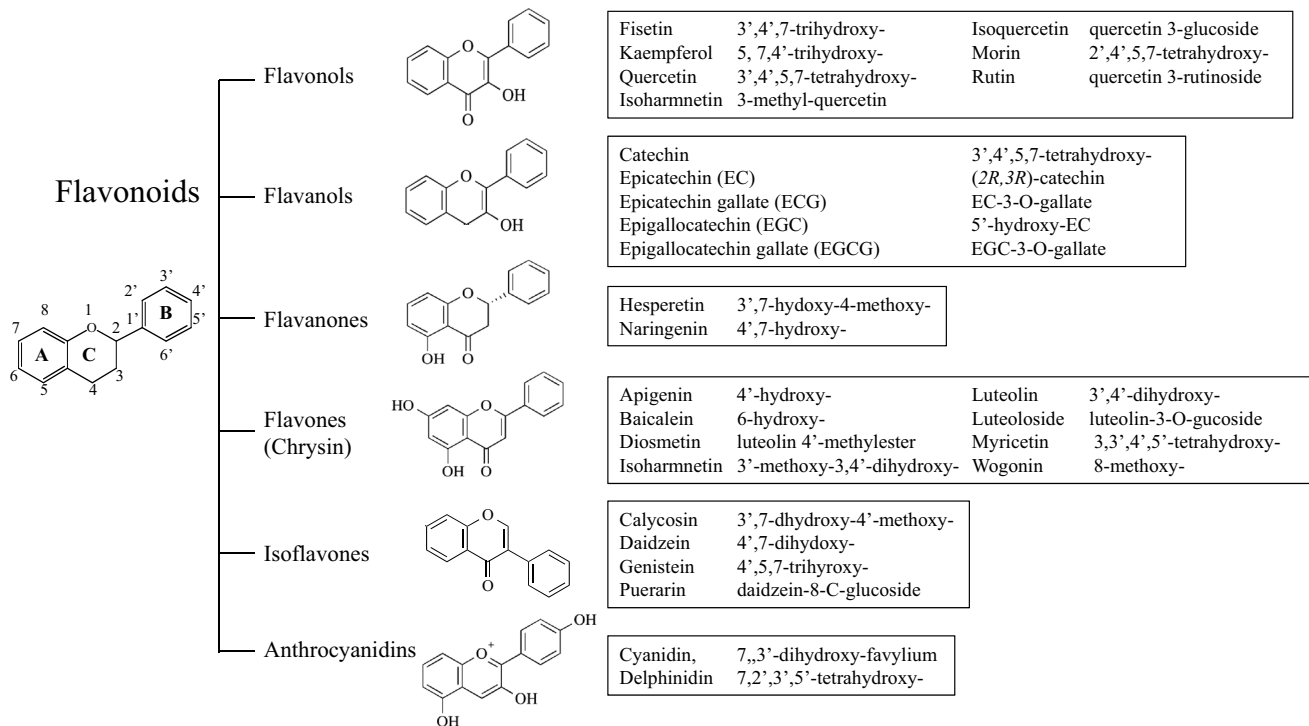 Flavonoids
8
1
2
3
4
5
6
7
O
A
C
B
1'
2'
3'
4'
5'
6'
Flavonols
O
OH
O
Fisetin 3',4',7-trihydroxy- Isoquercetin quercetin 3-glucoside
Kaempferol 5, 7,4'-trihydroxy- Morin 2',4',5,7-tetrahydroxy-
Quercetin 3',4',5,7-tetrahydroxy- Rutin quercetin 3-rutinoside
Isoharmnetin 3-methyl-quercetin
Flavanols
O
OH
Catechin 3',4',5,7-tetrahydroxy-
Epicatechin (EC) (2R,3R)-catechin
Epicatechin gallate (ECG) EC-3-O-gallate
Epigallocatechin (EGC) 5'-hydroxy-EC
Epigallocatechin gallate (EGCG) EGC-3-O-gallate
Flavanones
O
OH O
Hesperetin 3',7-hydoxy-4-methoxy-
Naringenin 4',7-hydroxy-
Flavones
(Chrysin)
HO O
OH O
Apigenin 4'-hydroxy- Luteolin 3',4'-dihydroxy-
Baicalein 6-hydroxy- Luteoloside luteolin-3-O-gucoside
Diosmetin luteolin 4'-methylester Myricetin 3,3',4',5'-tetrahydroxy-
Isoharmnetin 3'-methoxy-3,4'-dihydroxy- Wogonin 8-methoxy-
Isoflavones
O
O
Calycosin 3',7-dhydroxy-4'-methoxy-
Daidzein 4',7-dihydoxy-
Genistein 4',5,7-trihyroxy-
Puerarin daidzein-8-C-glucoside
Anthrocyanidins
OH
O+
OH
OH
Cyanidin, 7,,3'-dihydroxy-favylium
Delphinidin 7,2',3',5'-tetrahydroxy-